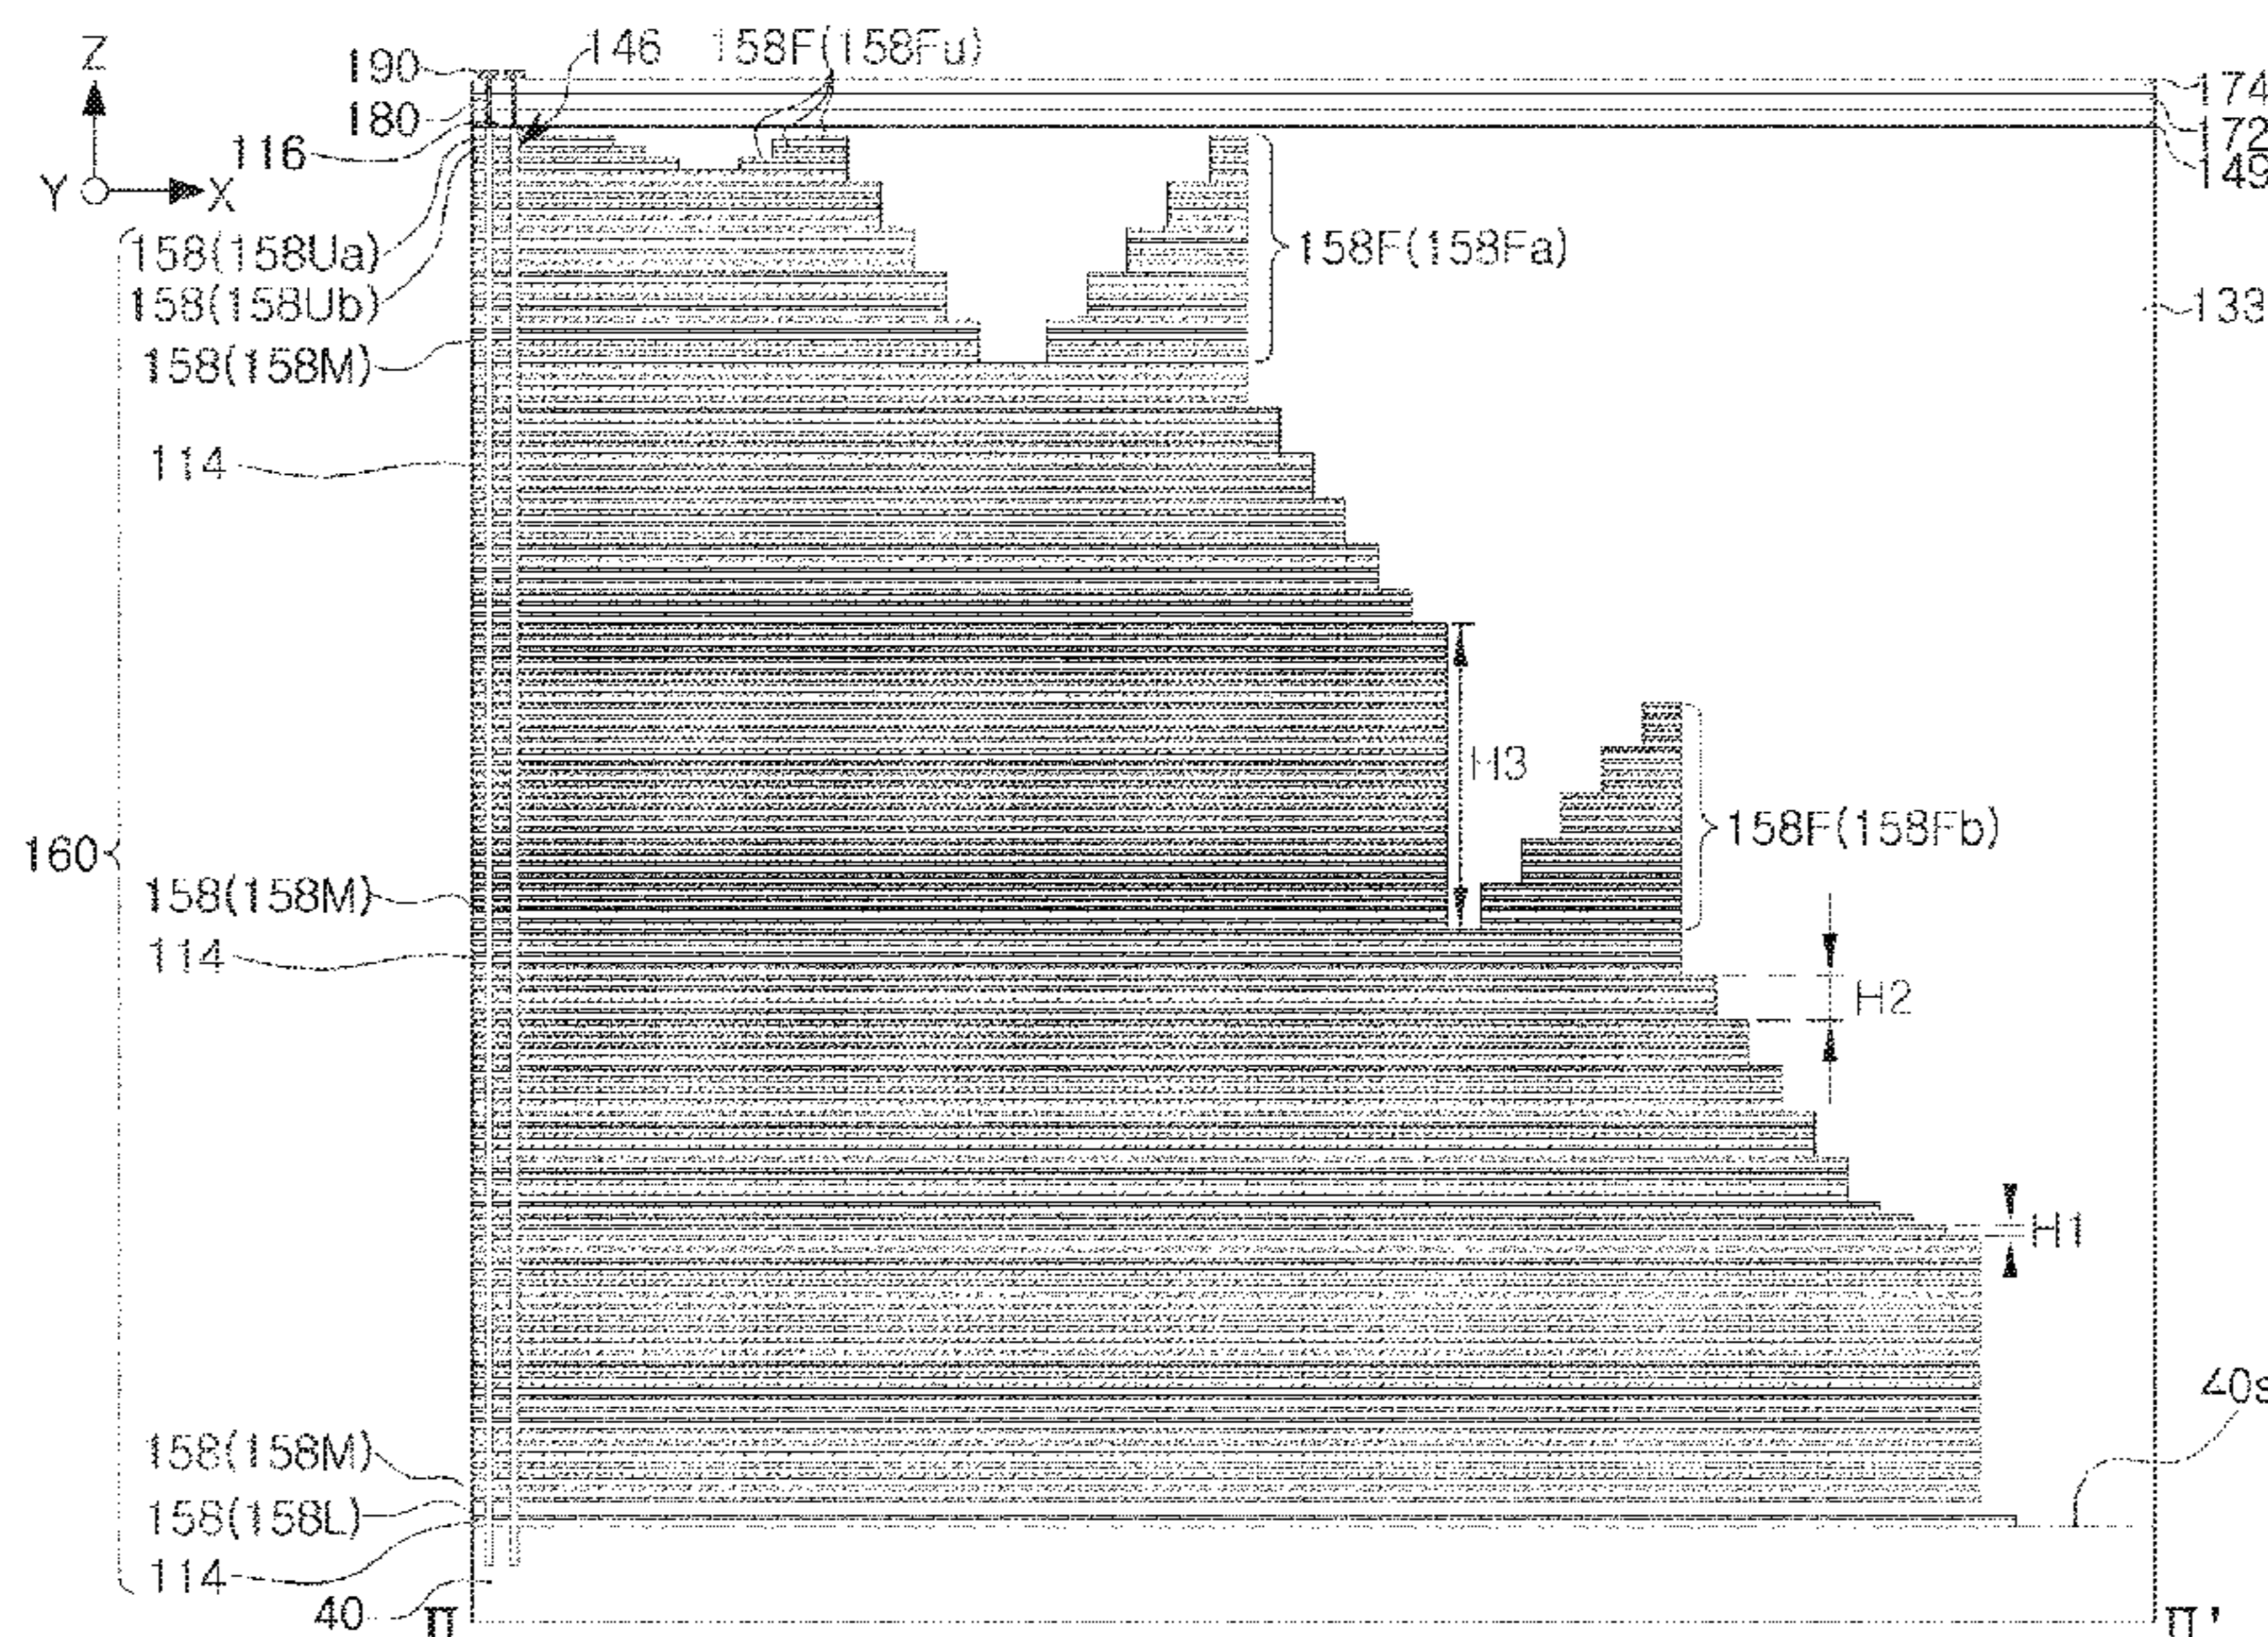 Z
Y X
190
180
116
146
158F(158Fu)
174
172
149
158(158Ua)
158(158Ub)
158(158M)
158F(158Fa)
133
114
H3
160
158F(158Fb)
158(158M)
114
H2
H1
40s
158(158M)
158(158L)
114
40
II
II'